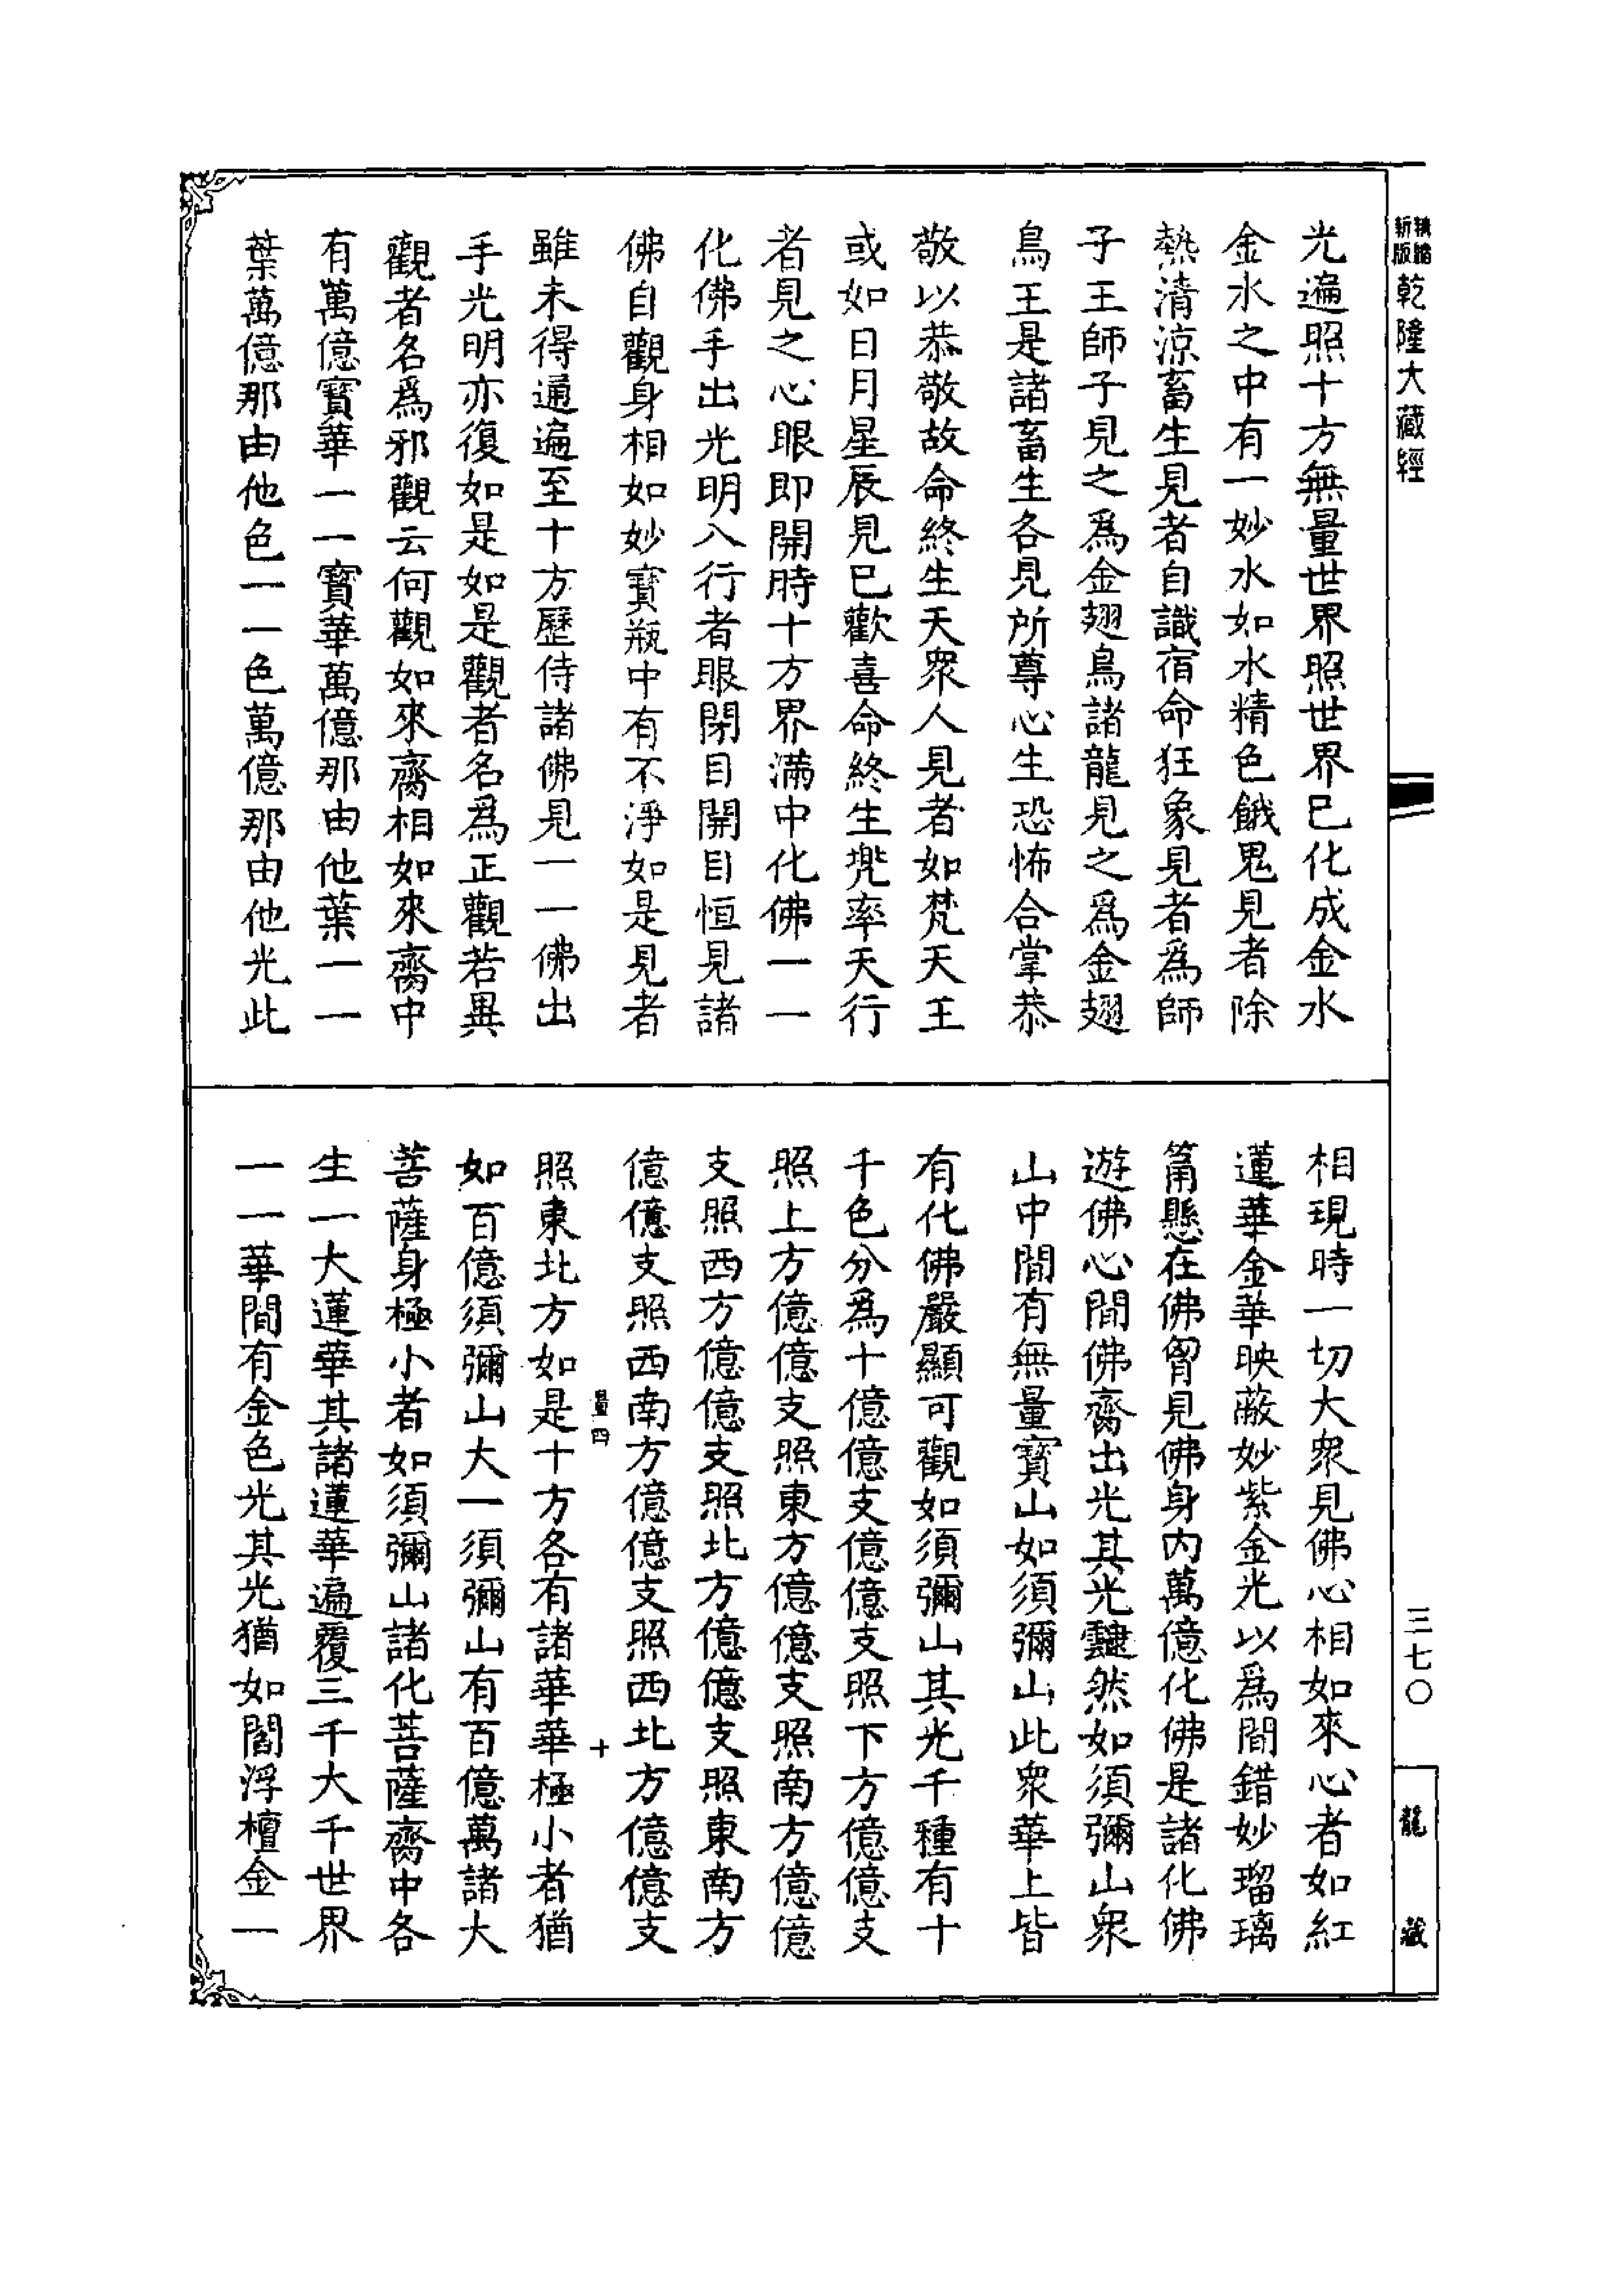 新版
乾隆大藏經
光遍照十方無量世界照世界已化成金水
金水之中有一妙水如水精色餓鬼見者除
熱清涼畜生見者自識宿命狂象見者爲師
子王師子見之爲金翅鳥諸龍見之爲金翅
鳥王是諸畜生各見所尊心生恐怖合掌恭
敬以恭敬故命終生天衆人見者如梵天王
或如日月星辰見已歡喜命終生兜率天行
者見之心眼即開時十方界滿中化佛一一
化佛手出光明入行者眼閉目開目恒見諸
佛自觀身相如妙寶瓶中有不淨如是見者
雖未得通遍至十方歷侍諸佛見一一佛出
手光明亦復如是如是觀者名爲正觀若異
觀者名爲邪觀云何觀如來齎相如來齎中
有萬億寶華一一寶華萬億那由他葉一一
葉萬億那由他色一一色萬億那由他光此
相現時一切大衆見佛心相如來心者如紅
蓮華金華映蔽妙紫金光以爲間錯妙瑠璃
筩懸在佛胷見佛身内萬億化佛是諸化佛
遊佛心間佛齎出光其光靆然如須彌山衆
山中間有無量寶山如須彌山此衆華上皆
有化佛嚴顯可觀如須彌山其光千種有十
千色分爲十億億支億億支照下方億億支
照上方億億支照東方億億支照南方億億
支照西方億億支照北方億億支照東南方
億億支照西南方億億支照西北方億億支
量四
十
照東北方如是十方各有諸華華極小者猶
如百億須彌山大一須彌山有百億萬諸大
菩薩身極小者如須彌山諸化菩薩齎中各
生一大蓮華其諸蓮華遍覆三千大千世界
一一華間有金色光其光猶如閻浮檀金一
三七〇
龍藏